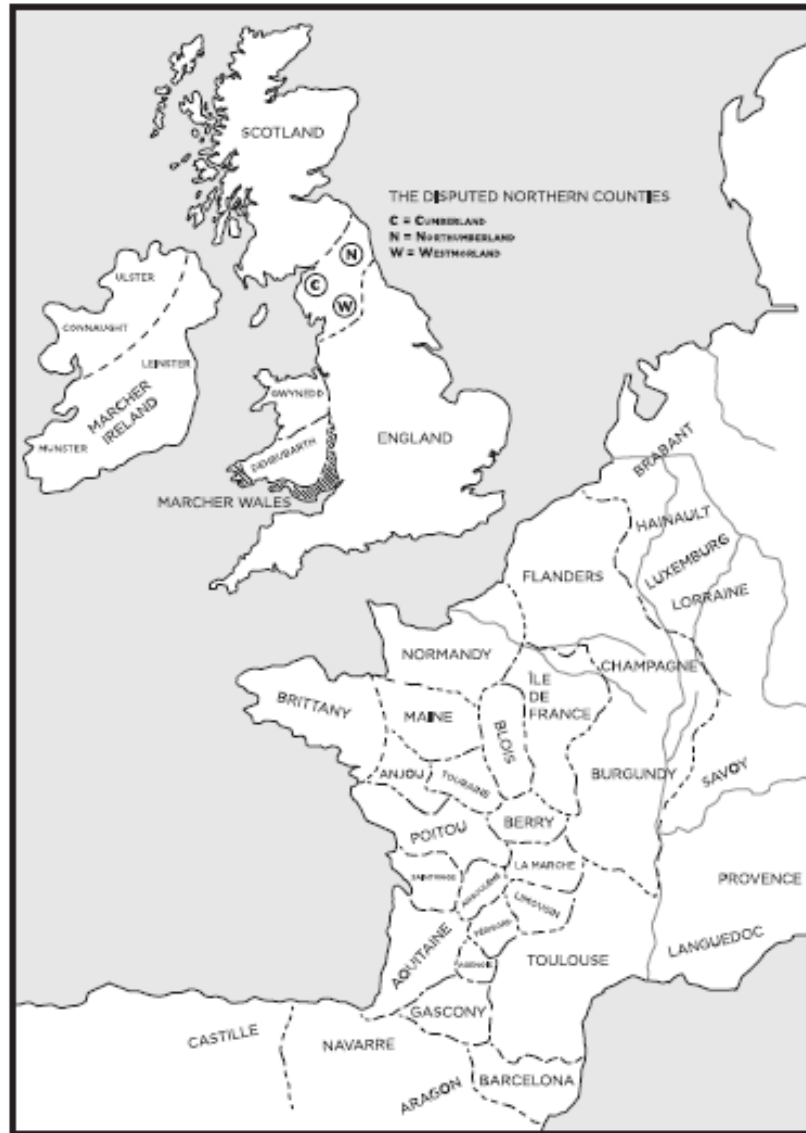 SCOTLAND
THE DISPUTED NORTHERN COUNTIES
C = CUMBERLAND
N = NORTHUMBERLAND
W = WESTMORLAND
N
C
W
ULSTER
CONNAUGHT
LEINSTER
MARCHER
IRELAND
MUNSTER
GWYNEDD
ENGLAND
MARCHER WALES
BRABANT
HAINAULT
LUXEMBURG
LORRAINE
FLANDERS
NORMANDY
CHAMPAGNE
ÎLE
DE
FRANCE
BRITTANY
MAINE
BLOIS
ANJOU
TOURAINE
BURGUNDY
SAVOY
POITOU
BERRY
LA MARCHE
SAINTONGE
ANGOULÊME
LIMOUSIN
PROVENCE
AQUITAINE
TOULOUSE
LANGUEDOC
GASCONY
CASTILLE
NAVARRE
ARAGON
BARCELONA